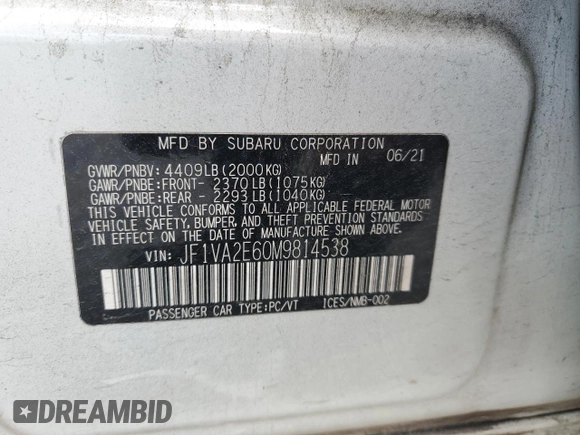 MFD BY SUBARU CORPORATION
MFD IN 06/21
GVWR/PNBV: 4409LB(2000KG)
GAWR/PNBE:FRONT- 2370LB(1075KG)
GAWR/PNBE:REAR - 2293LB(1040KG)
THIS VEHICLE CONFORMS TO ALL APPLICABLE FEDERAL MOTOR
VEHICLE SAFETY, BUMPER, AND THEFT PREVENTION STANDARDS
IN EFFECT ON THE DATE OF MANUFACTURE SHOWN ABOVE.
VIN: JF1VA2E60M9814538
PASSENGER CAR TYPE:PC/VT ICES/NMB-002
DREAMBID